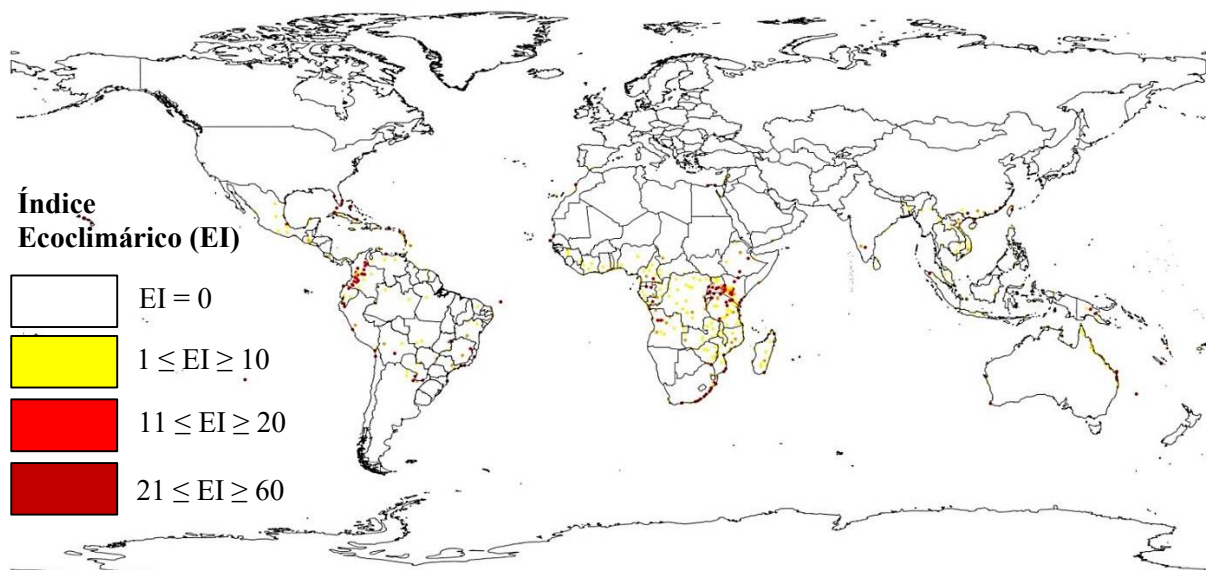 Índice
Ecoclimárico (EI)
EI = 0
1 ≤ EI ≥ 10
11 ≤ EI ≥ 20
21 ≤ EI ≥ 60